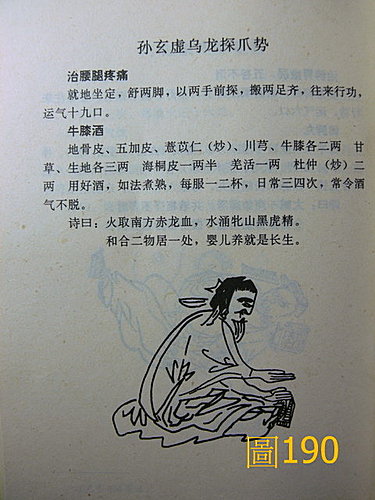 孙玄虚乌龙探爪势
治腰腿疼痛
就地坐定，舒两脚，以两手前探，搬两足齐，往来行功，
运气十九口。
牛膝酒
地骨皮、五加皮、薏苡仁（炒）、川芎、牛膝各二两　甘
草、生地各三两　海桐皮一两半　羌活一两　杜仲（炒）二
两　用好酒，如法煮熟，每服一二杯，日常三四次，常令酒
气不脱。
诗曰：火取南方赤龙血，水涌牝山黑虎精。
和合二物居一处，婴儿养就是长生。
圖190